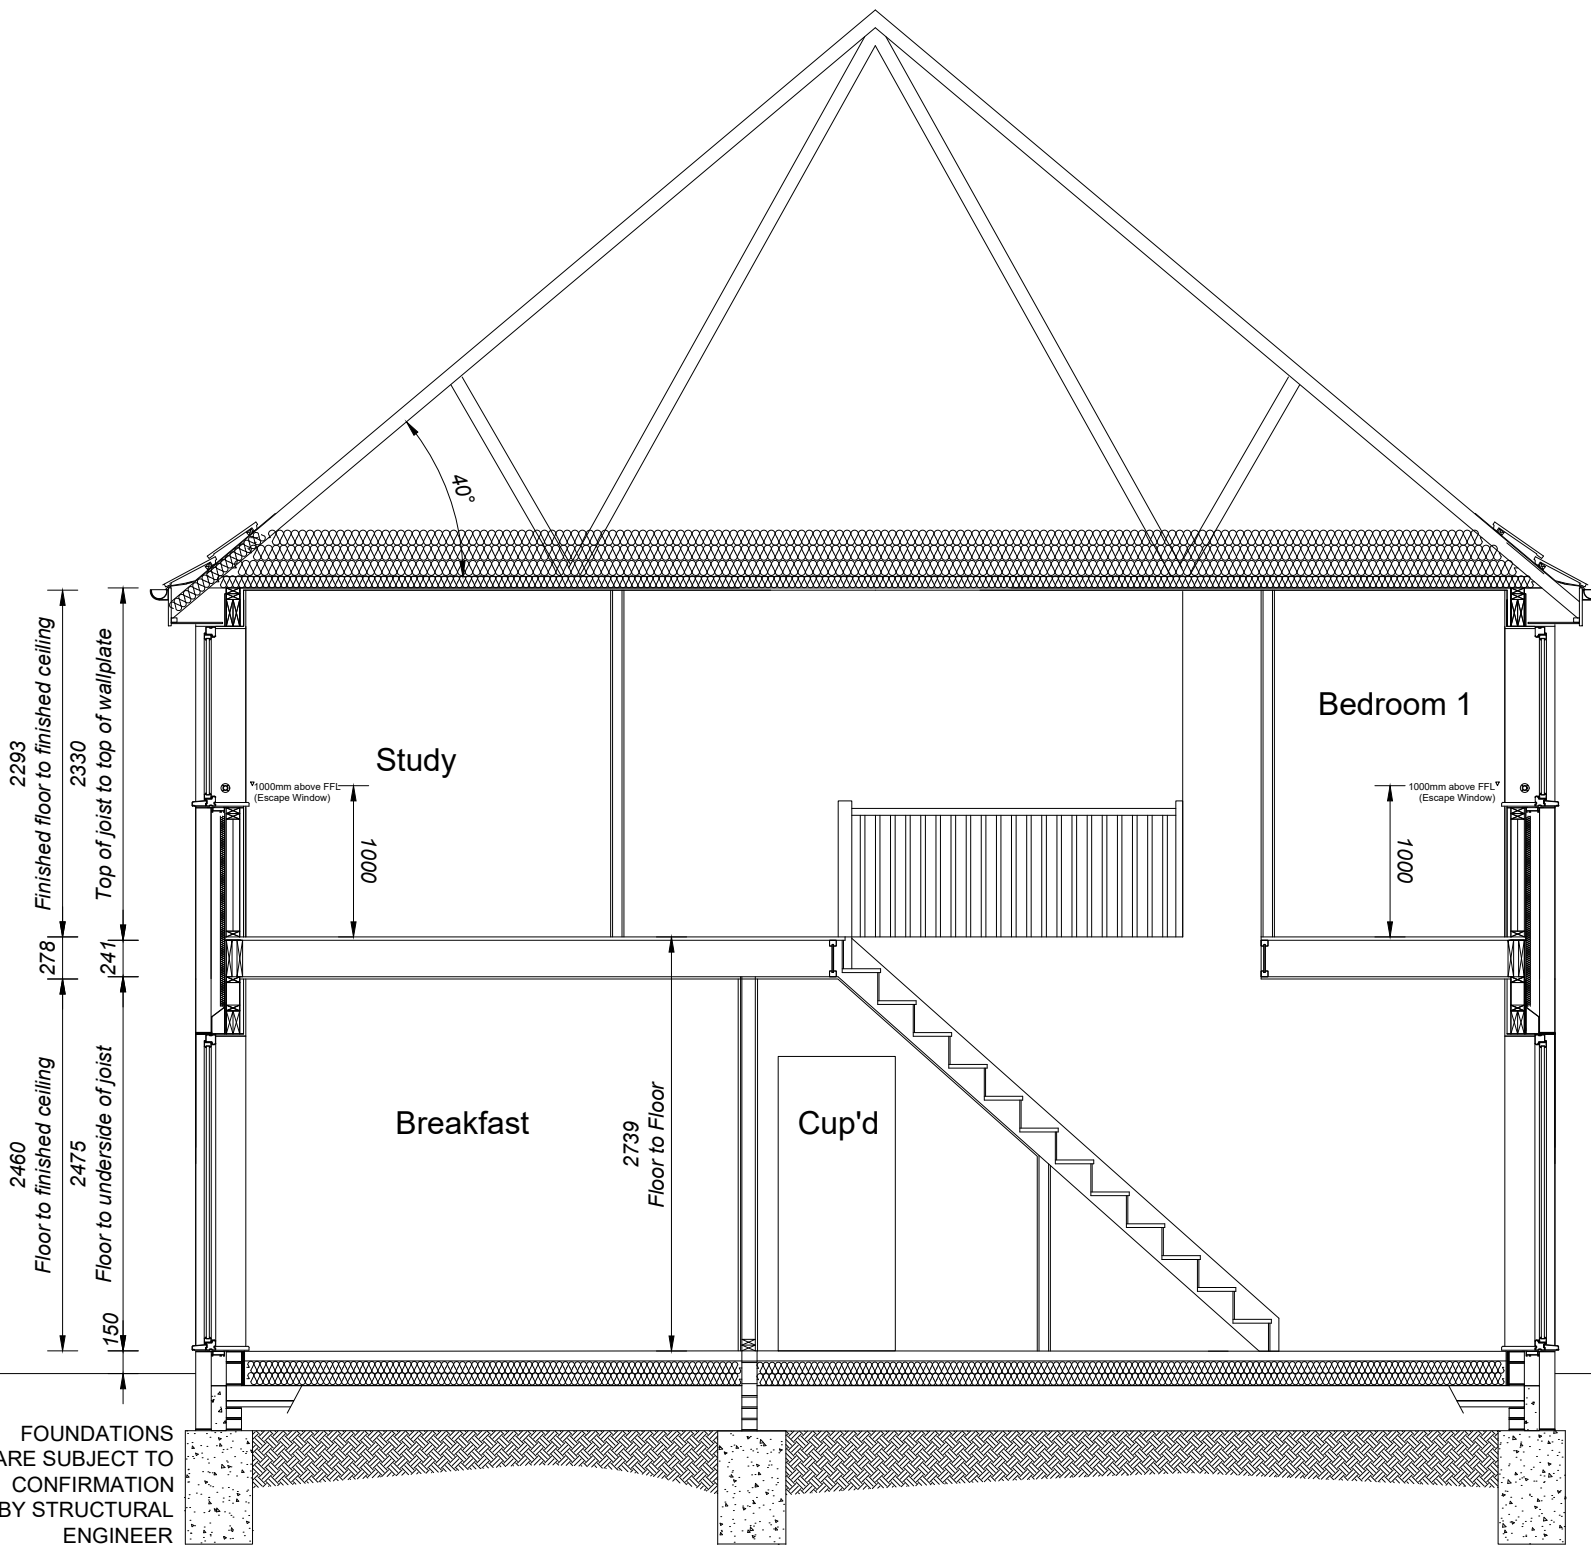 40°
2293
Finished floor to finished ceiling
2330
Top of joist to top of wallplate
Study
Bedroom 1
1000mm above FFL
(Escape Window)
1000
1000mm above FFL
(Escape Window)
1000
278
241
2460
Floor to finished ceiling
2475
Floor to underside of joist
150
Breakfast
2739
Floor to Floor
Cup'd
FOUNDATIONS
ARE SUBJECT TO
CONFIRMATION
BY STRUCTURAL
ENGINEER